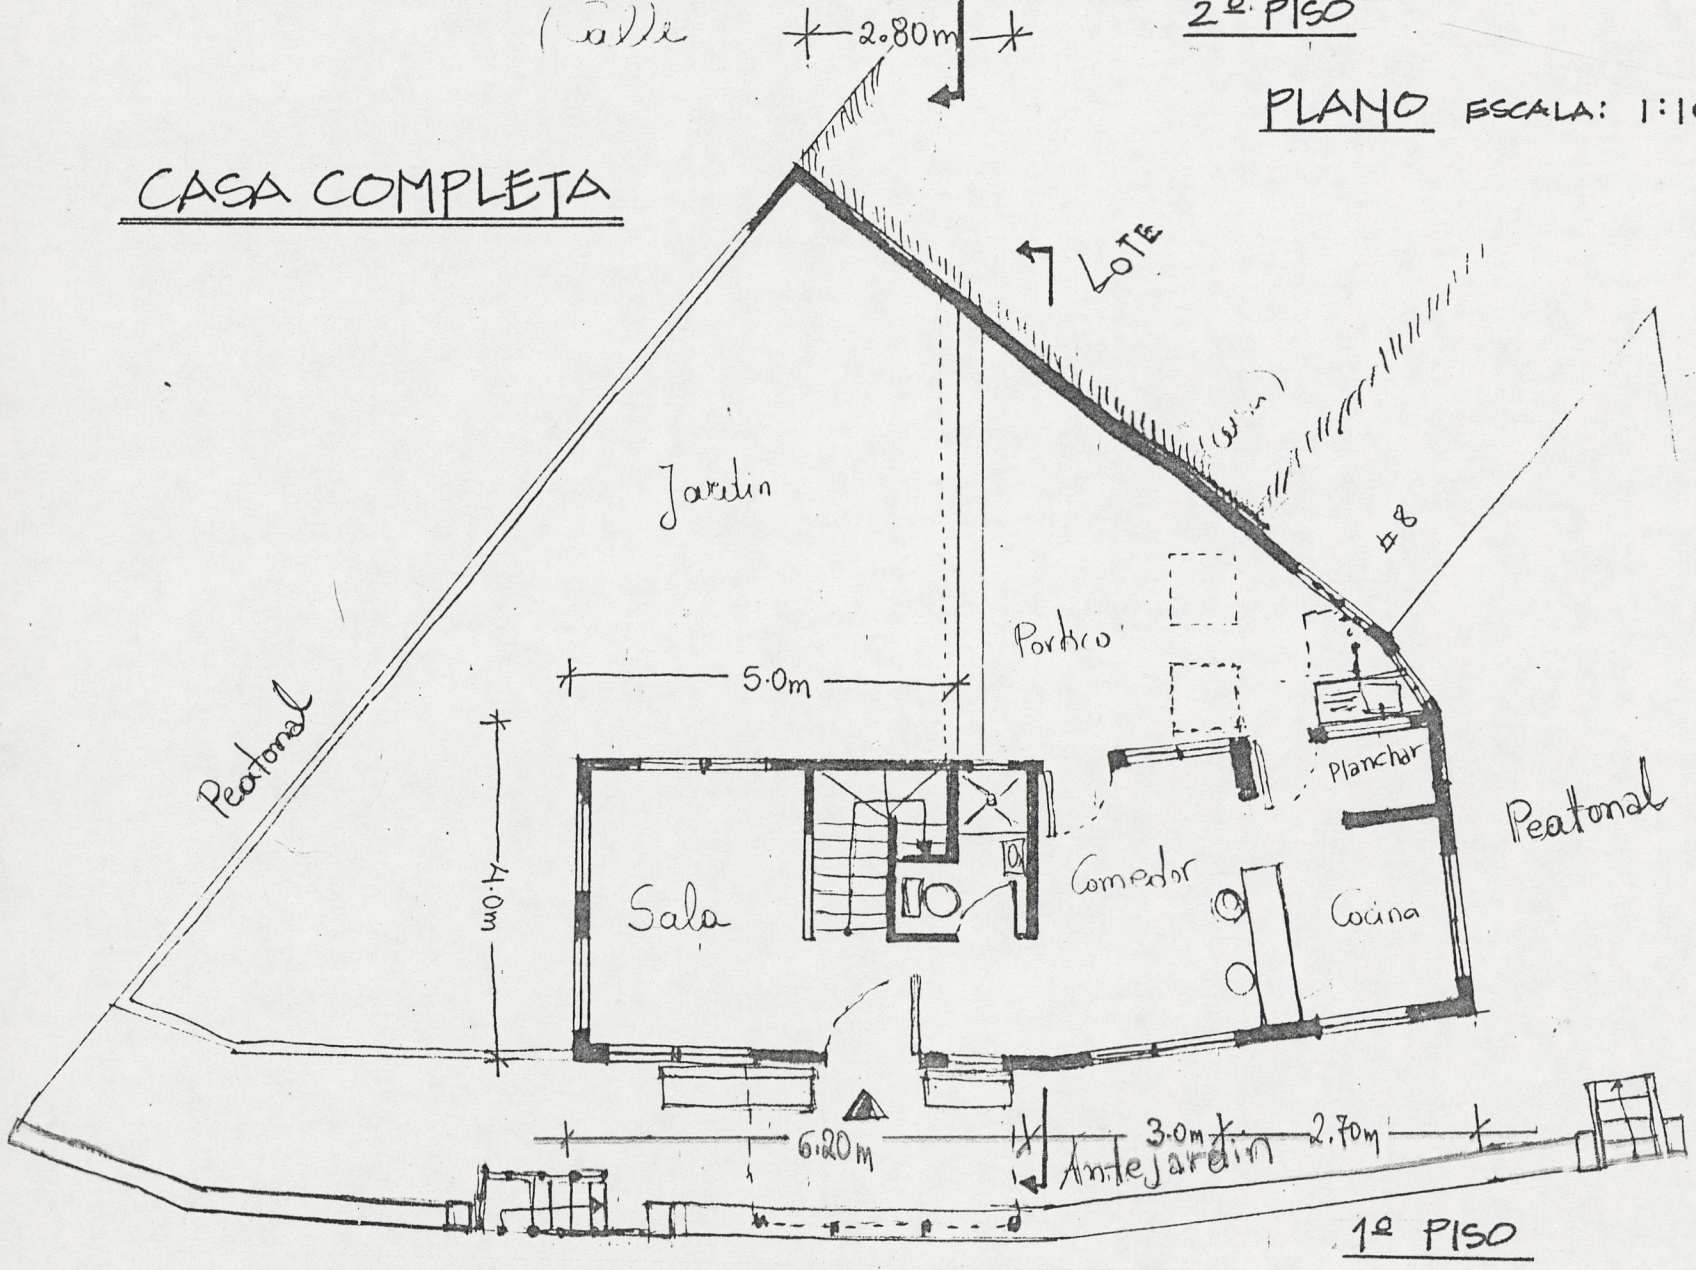 (Calle
2.80m
2º PISO
PLANO ESCALA: 1:1
CASA COMPLETA
LOTE
Jardin
# 8
Portico
5.0m
Peatonal
Planchar
Peatonal
4.0m
Sala
Comedor
Cocina
6.20m
3.0m
2.70m
Antejardin
1º PISO